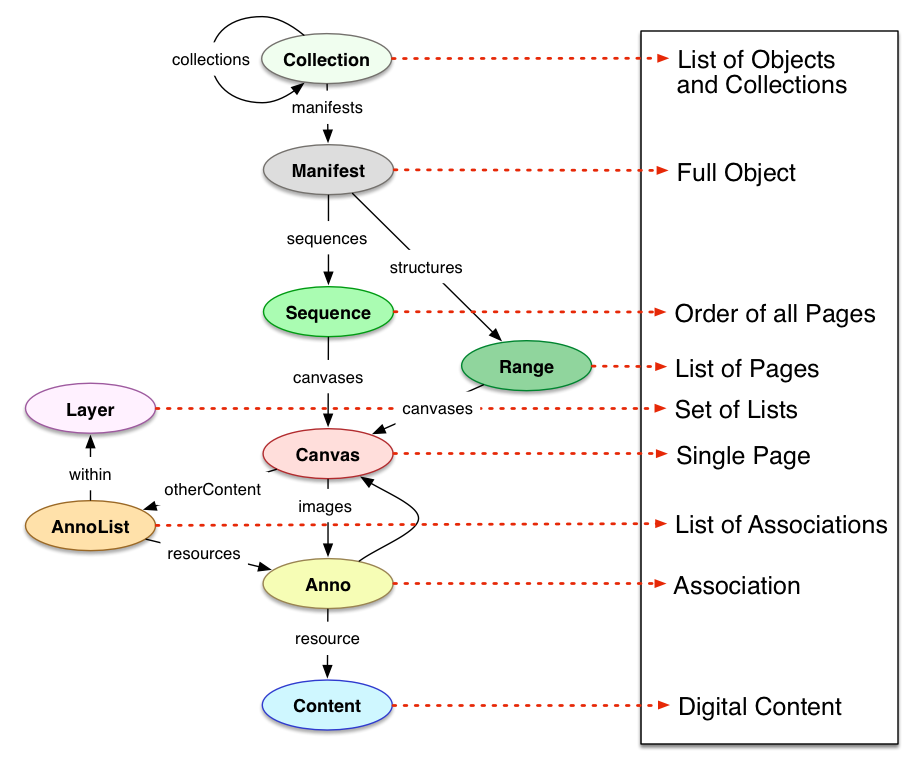 collections
Collection
List of Objects
and Collections
manifests
Manifest
Full Object
sequences
structures
Sequence
Order of all Pages
Range
List of Pages
canvases
Layer
canvases
Set of Lists
Canvas
Single Page
within
otherContent
images
AnnoList
List of Associations
resources
Anno
Association
resource
Content
Digital Content